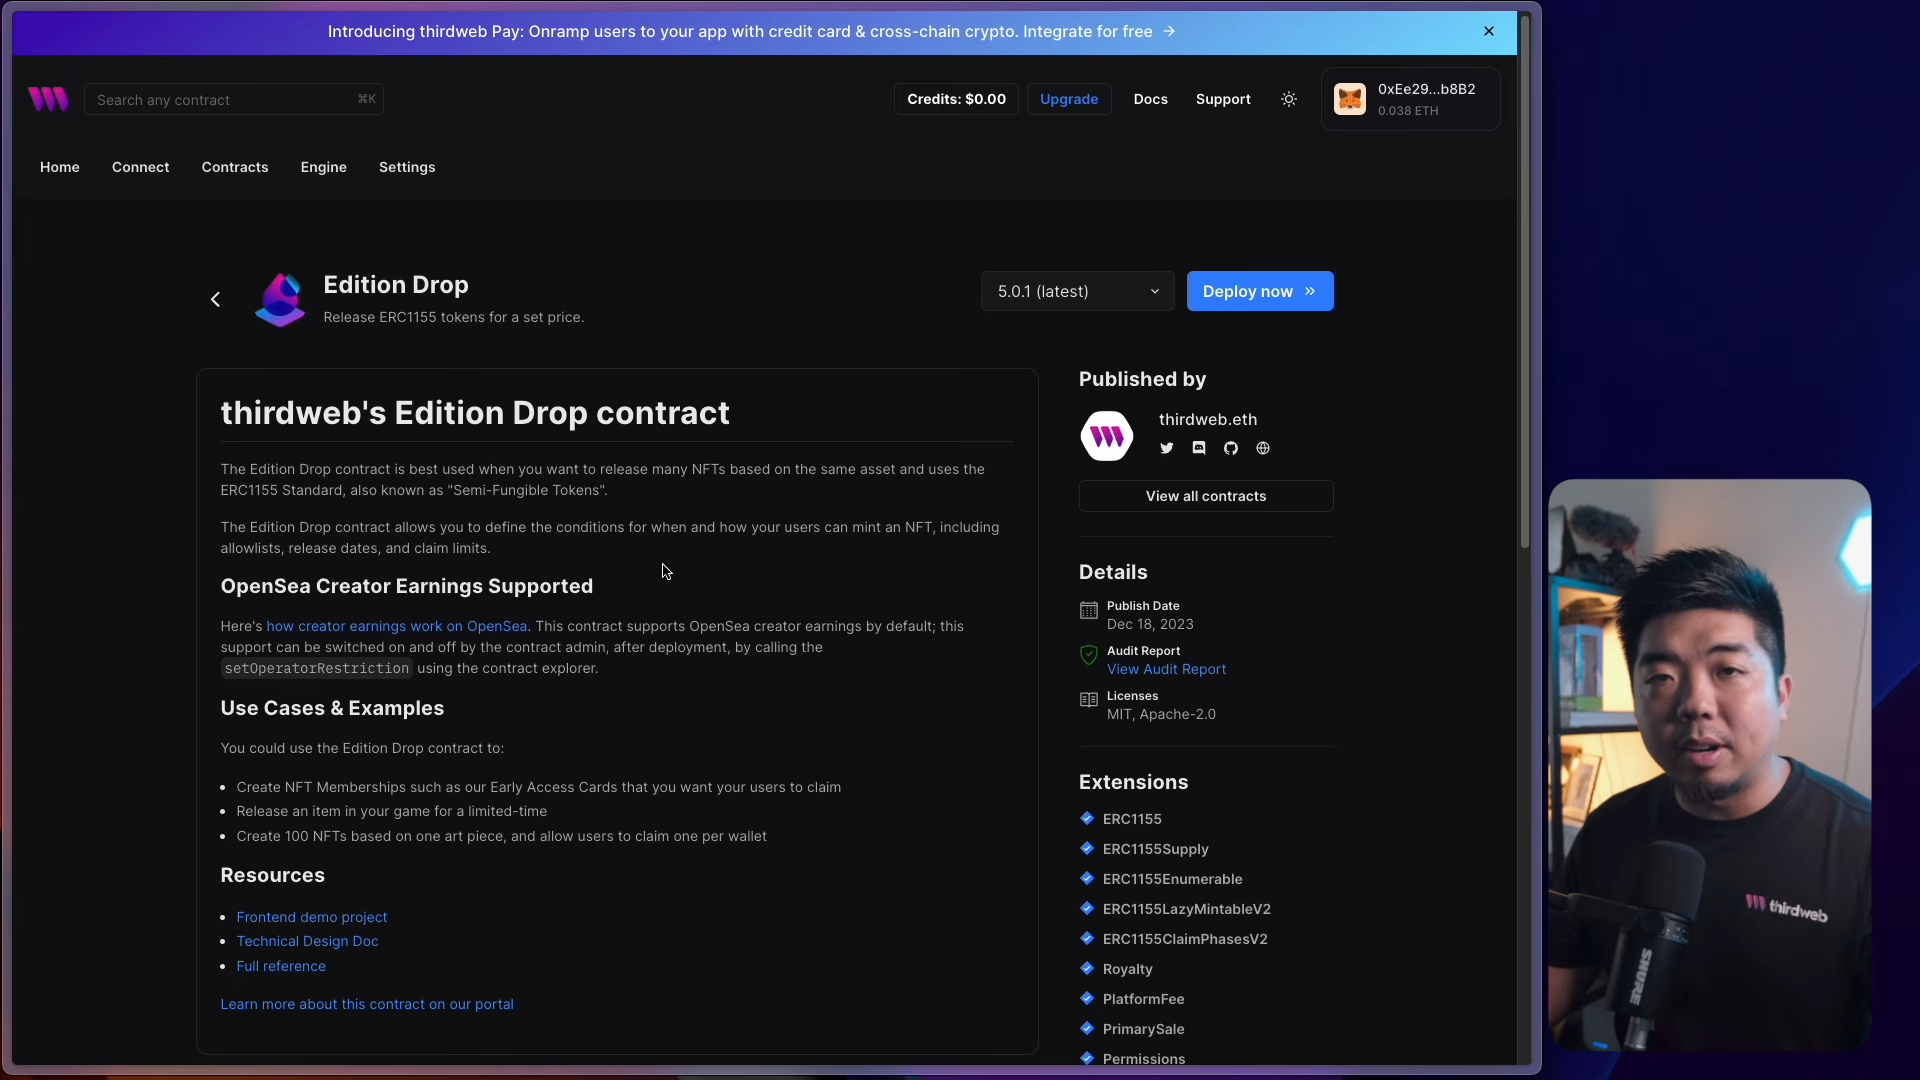 Introducing thirdweb Pay: Onramp users to your app with credit card & cross-chain crypto. Integrate for free →
Search any contract ⌘K
Credits: $0.00
Upgrade
Docs
Support
0xEe29...b8B2
0.038 ETH
Home
Connect
Contracts
Engine
Settings
Edition Drop
Release ERC1155 tokens for a set price.
5.0.1 (latest)
Deploy now »
thirdweb's Edition Drop contract
The Edition Drop contract is best used when you want to release many NFTs based on the same asset and uses the
ERC1155 Standard, also known as "Semi-Fungible Tokens".
The Edition Drop contract allows you to define the conditions for when and how your users can mint an NFT, including
allowlists, release dates, and claim limits.
OpenSea Creator Earnings Supported
Here's how creator earnings work on OpenSea. This contract supports OpenSea creator earnings by default; this
support can be switched on and off by the contract admin, after deployment, by calling the
setOperatorRestriction using the contract explorer.
Use Cases & Examples
You could use the Edition Drop contract to:
• Create NFT Memberships such as our Early Access Cards that you want your users to claim
• Release an item in your game for a limited-time
• Create 100 NFTs based on one art piece, and allow users to claim one per wallet
Resources
• Frontend demo project
• Technical Design Doc
• Full reference
Learn more about this contract on our portal
Published by
thirdweb.eth
View all contracts
Details
Publish Date
Dec 18, 2023
Audit Report
View Audit Report
Licenses
MIT, Apache-2.0
Extensions
ERC1155
ERC1155Supply
ERC1155Enumerable
ERC1155LazyMintableV2
ERC1155ClaimPhasesV2
Royalty
PlatformFee
PrimarySale
Permissions
thirdweb
SHURE